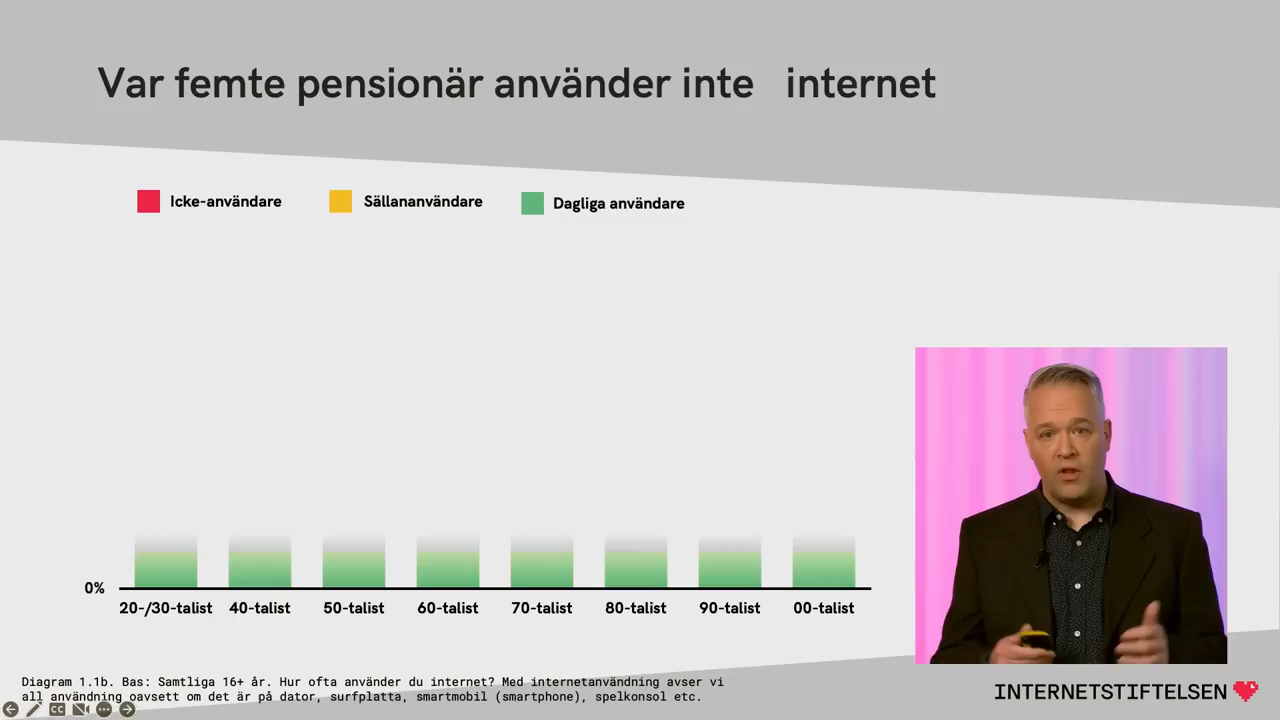 Var femte pensionär använder inte internet
Icke-användare Sällananvändare Dagliga användare
0%
20-/30-talist 40-talist 50-talist 60-talist 70-talist 80-talist 90-talist 00-talist
Diagram 1.1b. Bas: Samtliga 16+ år. Hur ofta använder du internet? Med internetanvändning avser vi
all användning oavsett om det är på dator, surfplatta, smartmobil (smartphone), spelkonsol etc.
CC
INTERNETSTIFTELSEN